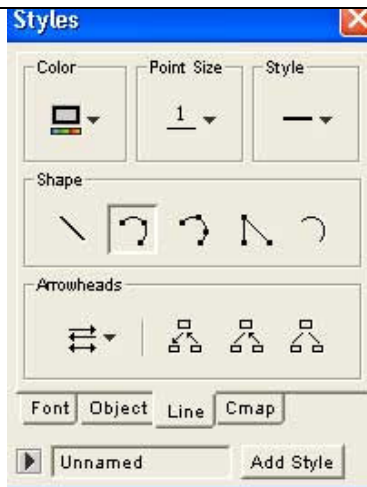 Styles
Color Point Size Style
1
Shape
Arrowheads
Font Object Line Cmap
Unnamed Add Style